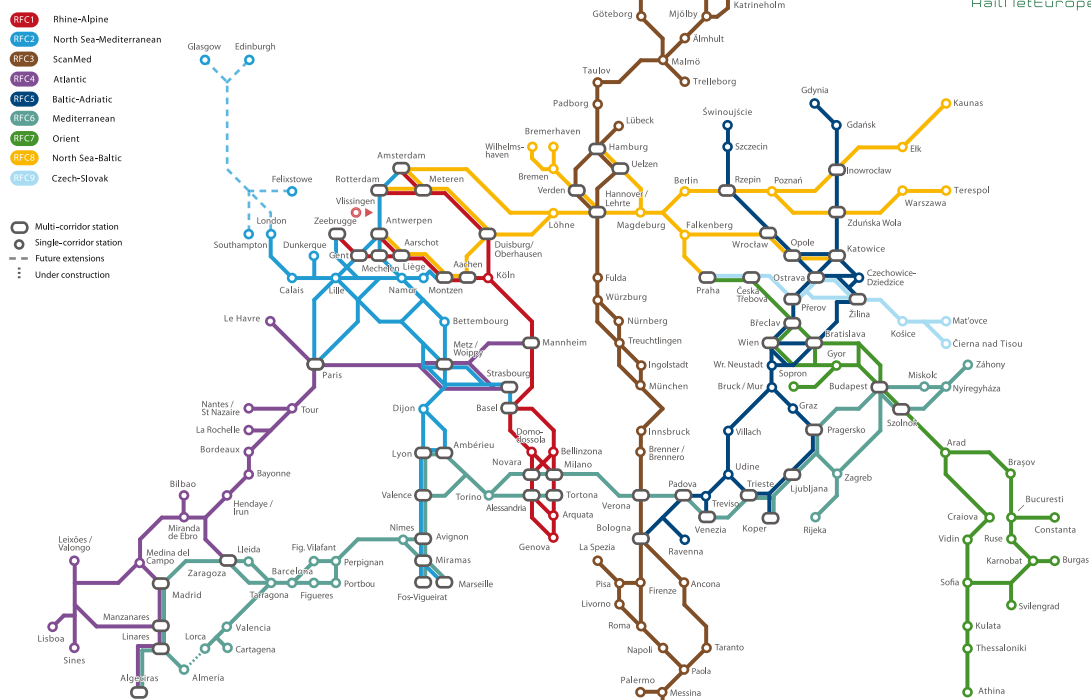 RailNetEurope
RFC1 Rhine-Alpine
RFC2 North Sea-Mediterranean
RFC3 ScanMed
RFC4 Atlantic
RFC5 Baltic-Adriatic
RFC6 Mediterranean
RFC7 Orient
RFC8 North Sea-Baltic
RFC9 Czech-Slovak
Multi-corridor station
Single-corridor station
Future extensions
Under construction
Göteborg
Mjölby
Katrineholm
Älmhult
Malmö
Trelleborg
Taulov
Padborg
Lübeck
Hamburg
Uelzen
Glasgow
Edinburgh
Felixstowe
London
Southampton
Dunkerque
Calais
Lille
Amsterdam
Rotterdam
Meteren
Vlissingen
Zeebrugge
Antwerpen
Gent
Mechelen
Aarschot
Liège
Aachen
Namur
Montzen
Duisburg/
Oberhausen
Köln
Bremerhaven
Wilhelms-
haven
Bremen
Verden
Hannover/
Lehrte
Löhne
Magdeburg
Berlin
Falkenberg
Świnoujście
Szczecin
Rzepin
Poznań
Gdynia
Gdańsk
Inowrocław
Kaunas
Ełk
Terespol
Warszawa
Zduńska Wola
Wrocław
Opole
Katowice
Czechowice-
Dziedzice
Praha
Česká
Třebova
Ostrava
Přerov
Žilina
Košice
Mat'ovce
Čierna nad Tisou
Břeclav
Wien
Bratislava
Wr. Neustadt
Sopron
Gyor
Bruck / Mur
Budapest
Miskolc
Záhony
Nyíregyháza
Szolnok
Graz
Pragersko
Villach
Udine
Ljubljana
Zagreb
Rijeka
Trieste
Koper
Padova
Treviso
Venezia
Ravenna
Fulda
Würzburg
Nürnberg
Treuchtlingen
Ingolstadt
München
Innsbruck
Brenner /
Brennero
Verona
Bologna
Le Havre
Paris
Bettembourg
Metz /
Woippy
Mannheim
Strasbourg
Basel
Nantes /
St Nazaire
Tour
La Rochelle
Bordeaux
Bayonne
Hendaye /
Irun
Bilbao
Miranda
de Ebro
Dijon
Lyon
Ambérieu
Valence
Torino
Domo-
dossola
Bellinzona
Novara
Milano
Alessandria
Tortona
Arquata
Genova
Nîmes
Avignon
Miramas
Fos-Vigueirat
Marseille
Leixões /
Valongo
Medina del
Campo
Zaragoza
Lleida
Fig. Vilafant
Perpignan
Barcelona
Tarragona
Figueres
Portbou
Madrid
Manzanares
Linares
Lorca
Valencia
Cartagena
Lisboa
Sines
Algeciras
Almería
La Spezia
Pisa
Firenze
Livorno
Roma
Napoli
Ancona
Taranto
Paola
Palermo
Messina
Arad
Brașov
Craiova
București
Constanta
Vidin
Ruse
Karnobat
Burgas
Sofia
Svilengrad
Kulata
Thessaloniki
Athina